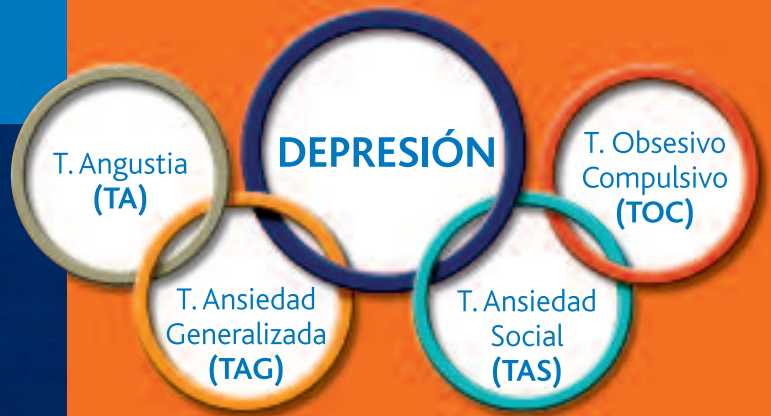 T. Angustia
(TA)
DEPRESIÓN
T. Obsesivo
Compulsivo
(TOC)
T. Ansiedad
Generalizada
(TAG)
T. Ansiedad
Social
(TAS)